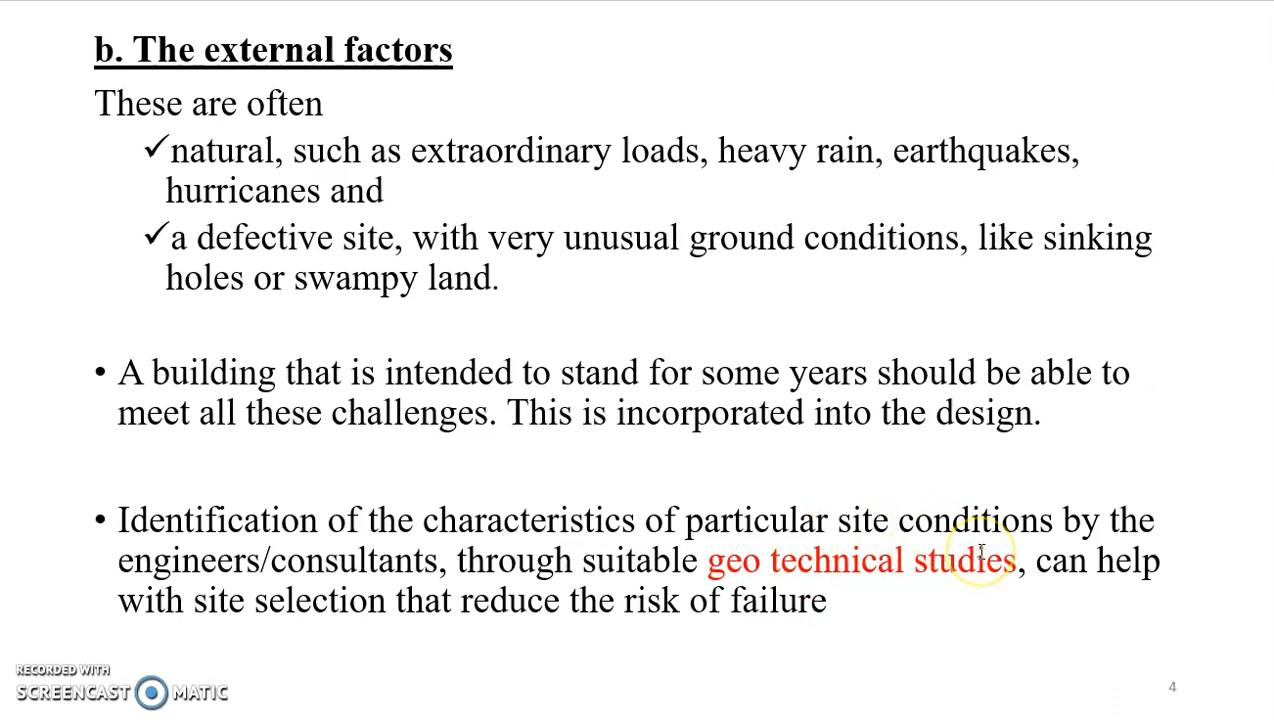 b. The external factors
These are often
✓natural, such as extraordinary loads, heavy rain, earthquakes,
hurricanes and
✓a defective site, with very unusual ground conditions, like sinking
holes or swampy land.
• A building that is intended to stand for some years should be able to
meet all these challenges. This is incorporated into the design.
• Identification of the characteristics of particular site conditions by the
engineers/consultants, through suitable geo technical studies, can help
with site selection that reduce the risk of failure
RECORDED WITH
SCREENCAST MATIC
4